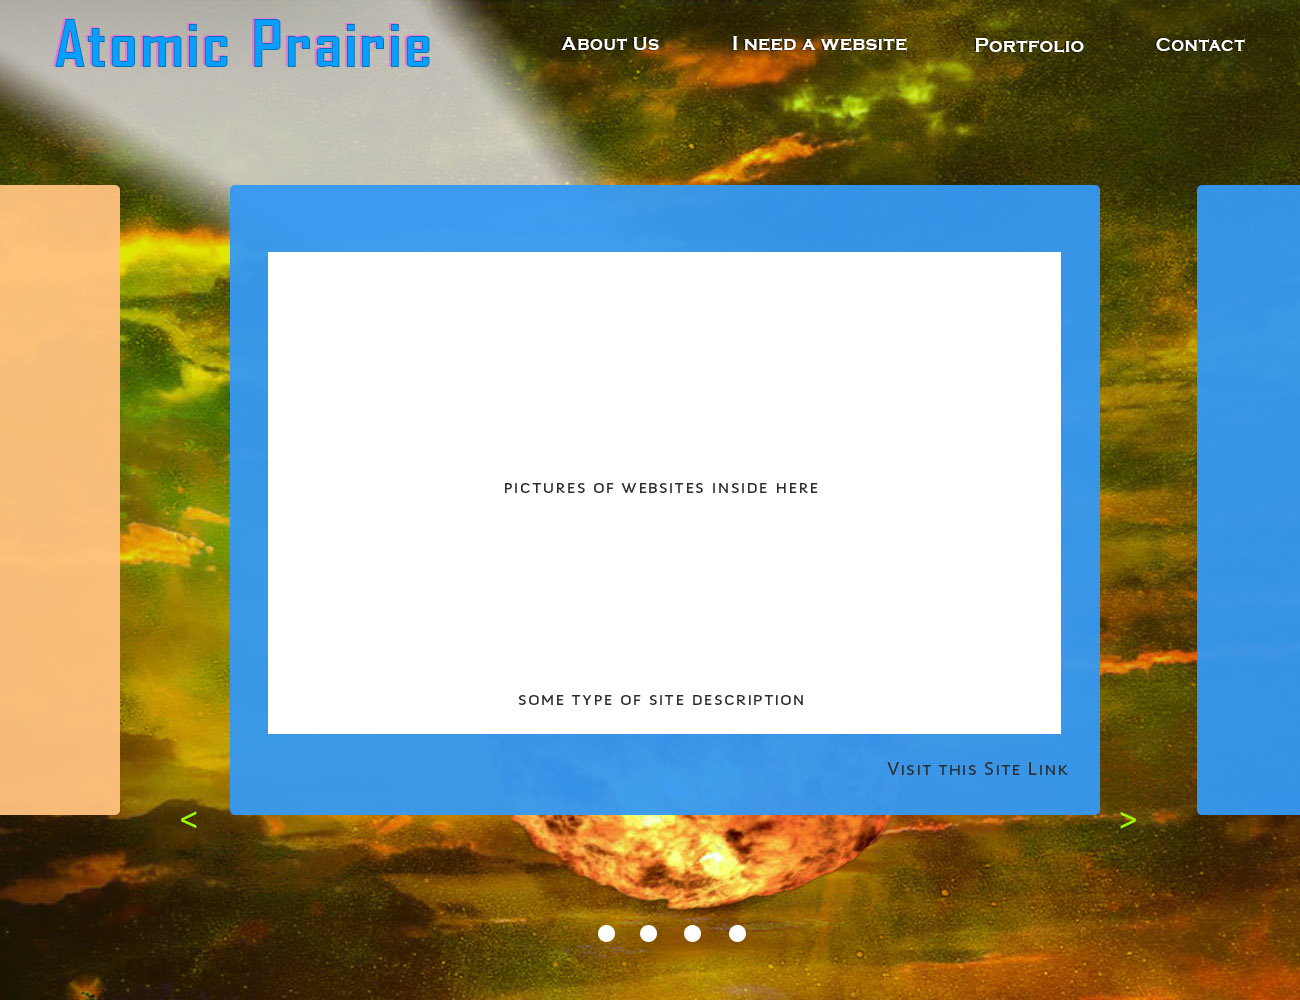 Atomic Prairie
About Us
I need a website
Portfolio
Contact
PICTURES OF WEBSITES INSIDE HERE
SOME TYPE OF SITE DESCRIPTION
Visit this Site Link
<
>